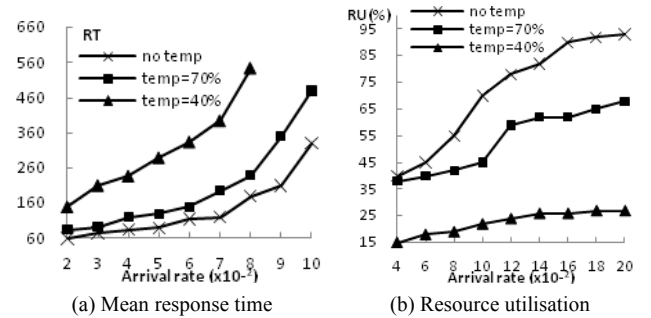 RT
no temp
temp=70%
temp=40%
660
560
460
360
260
160
60
2 3 4 5 6 7 8 9 10
Arrival rate (x10⁻²)
(a) Mean response time
RU (%)
no temp
temp=70%
temp=40%
95
85
75
65
55
45
35
25
15
4 6 8 10 12 14 16 18 20
Arrival rate (x10⁻²)
(b) Resource utilisation